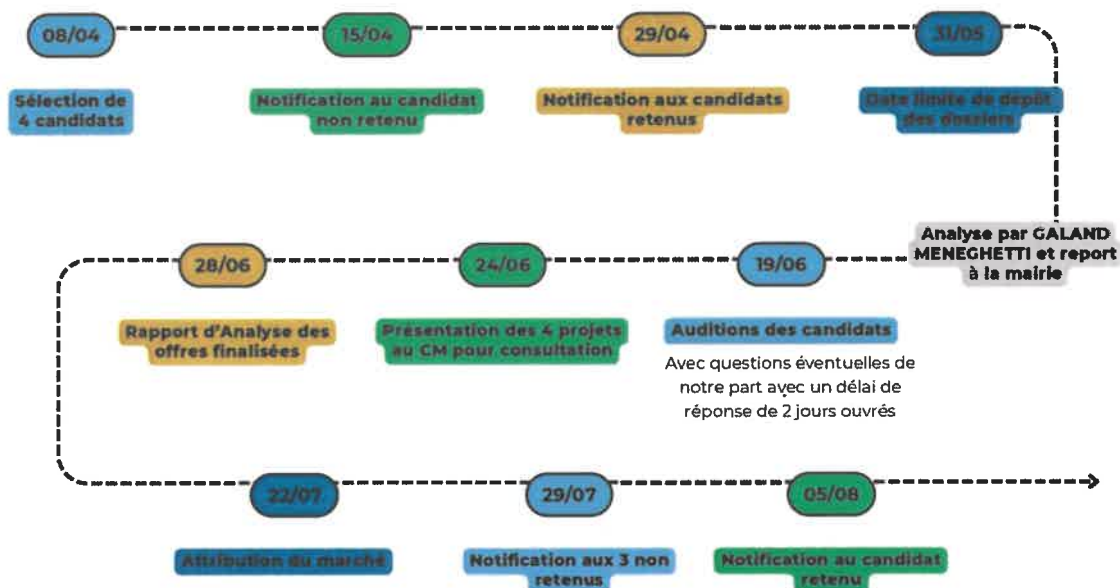 08/04
Sélection de
4 candidats
15/04
Notification au candidat
non retenu
29/04
Notification aux candidats
retenus
31/05
Date limite de dépôt
des dossiers
Analyse par GALAND
MENEGHETTI et report
à la mairie
19/06
Auditions des candidats
Avec questions éventuelles de
notre part avec un délai de
réponse de 2 jours ouvrés
24/06
Présentation des 4 projets
au CM pour consultation
28/06
Rapport d'Analyse des
offres finalisées
22/07
Attribution du marché
29/07
Notification aux 3 non
retenus
05/08
Notification au candidat
retenu